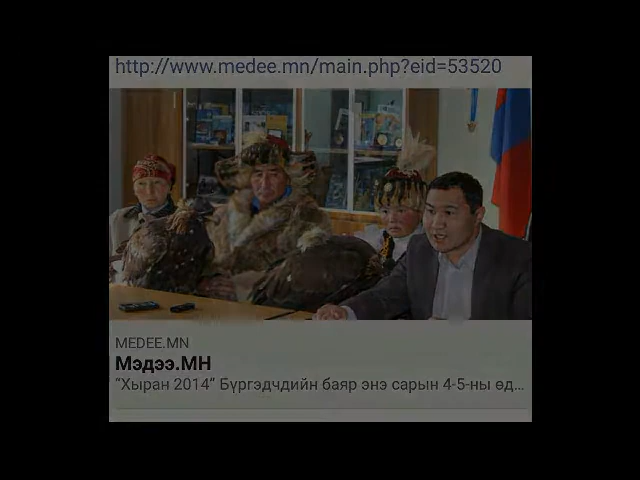 http://www.medee.mn/main.php?eid=53520
MEDEE.MN
Мэдээ.МН
“Хыран 2014” Бүргэдчдийн баяр энэ сарын 4-5-ны өд...